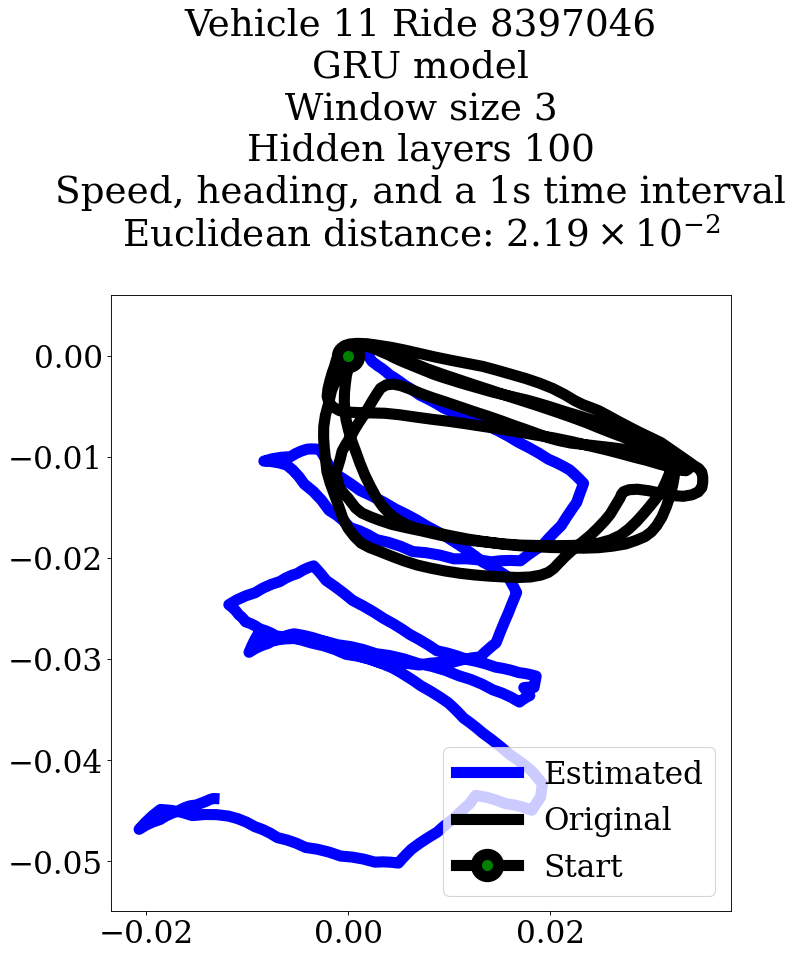 Vehicle 11 Ride 8397046
GRU model
Window size 3
Hidden layers 100
Speed, heading, and a 1s time interval
Euclidean distance: 2.19 × 10⁻²
0.00
−0.01
−0.02
−0.03
−0.04
−0.05
Estimated
Original
Start
−0.02 0.00 0.02